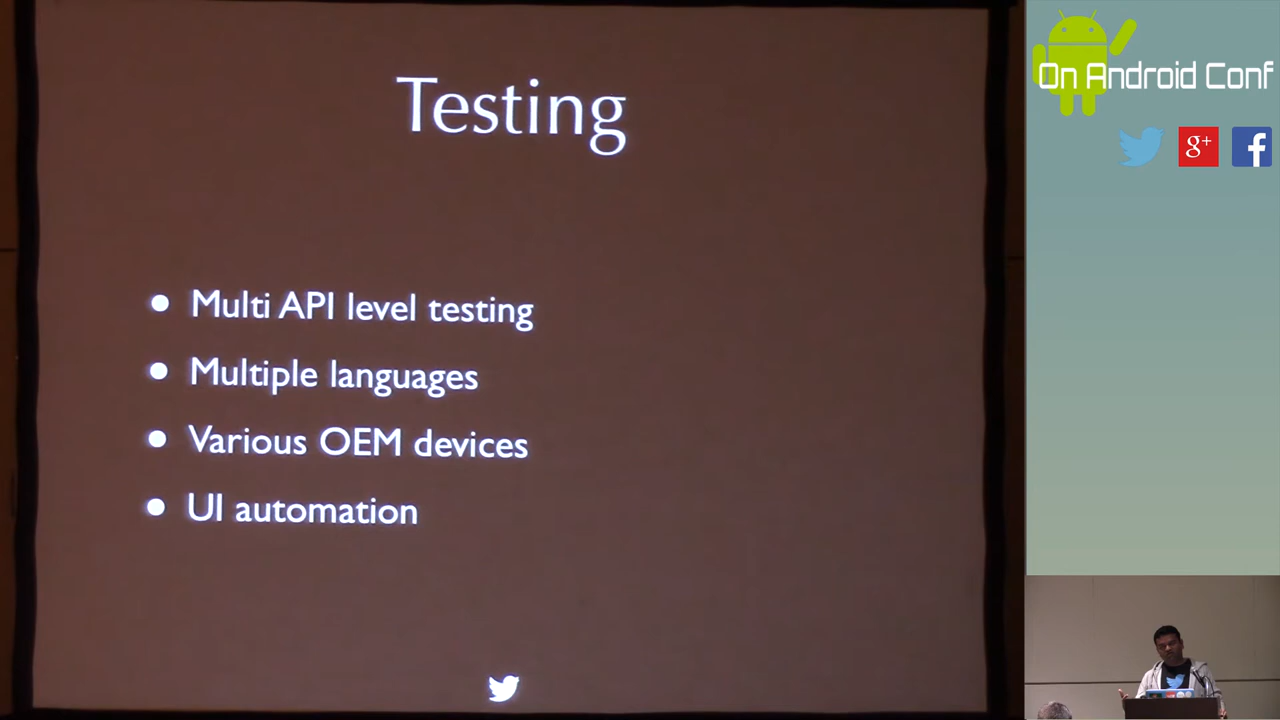 Testing
• Multi API level testing
• Multiple languages
• Various OEM devices
• UI automation
On Android Conf
g+
f